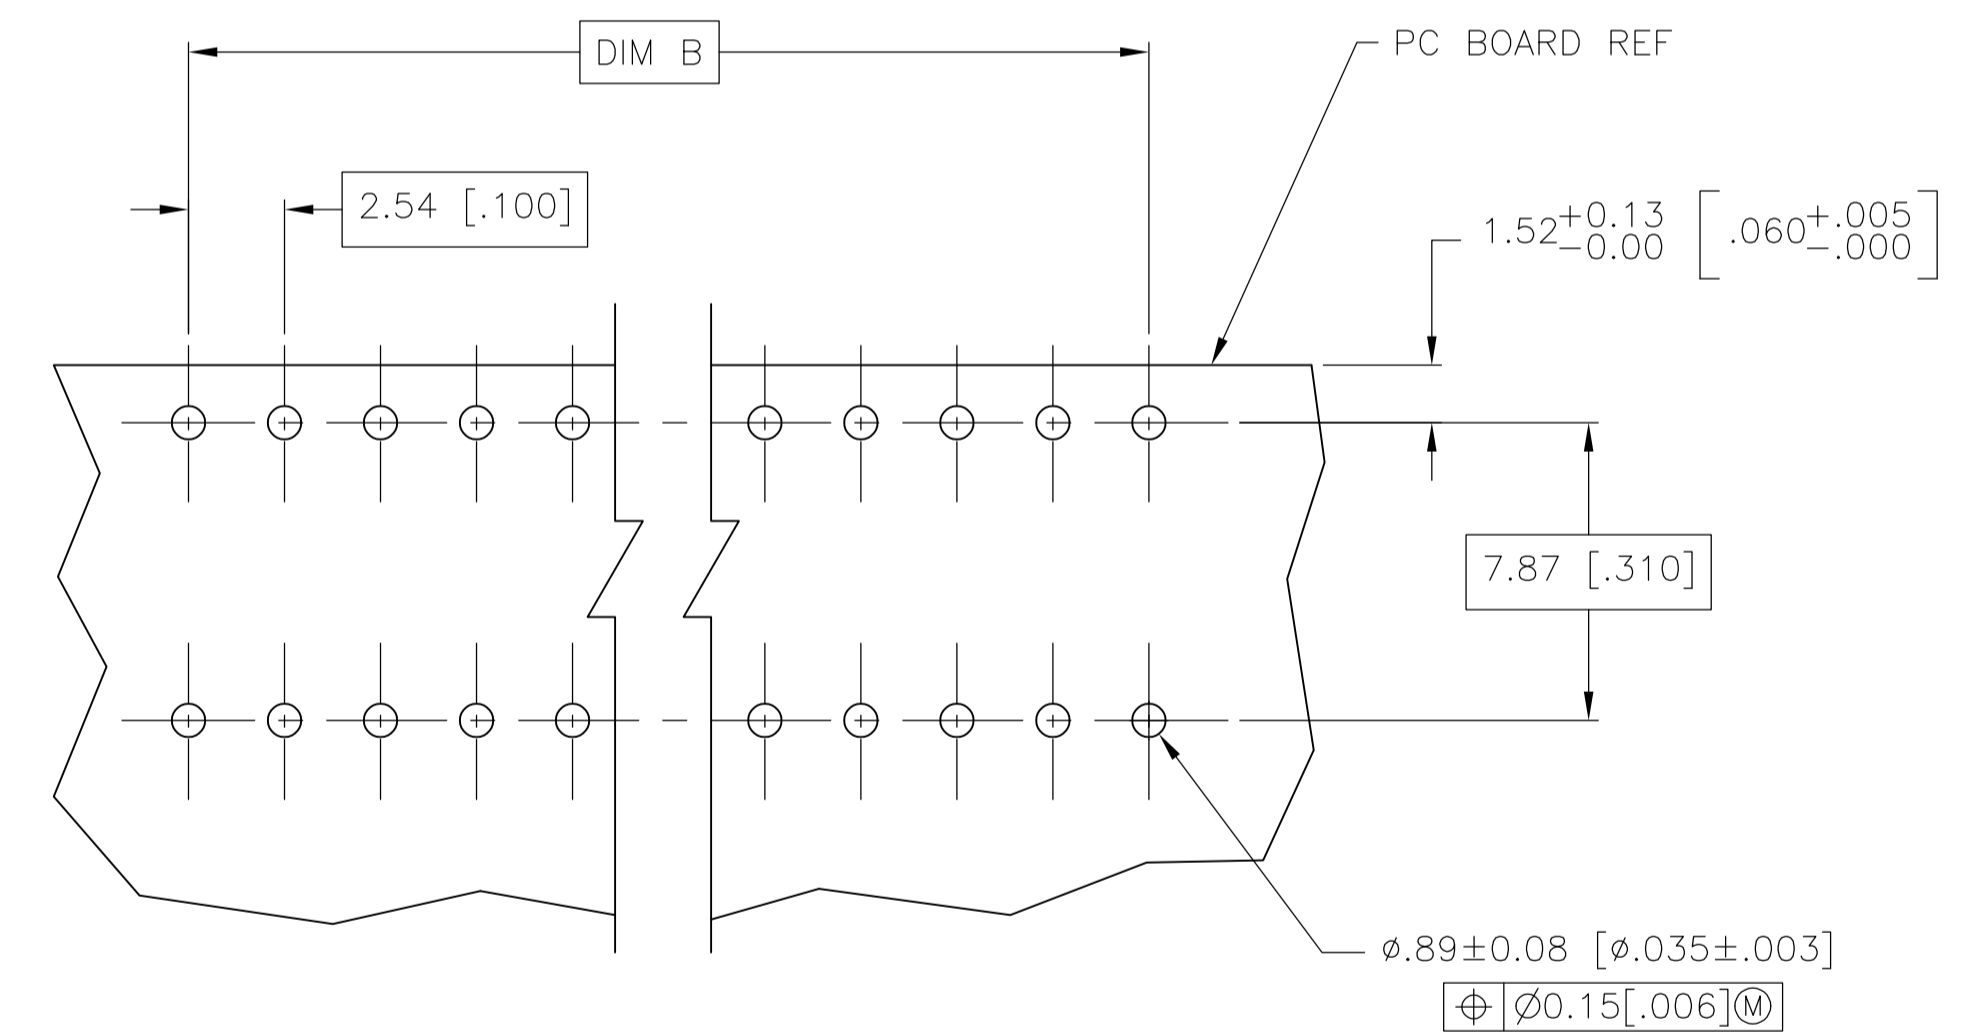 DIM B
PC BOARD REF
2.54 [.100]
1.52+0.13 -0.00 [.060+.005 -.000]
7.87 [.310]
⌀.89±0.08 [⌀.035±.003]
⌖ ⌀0.15[.006]Ⓜ